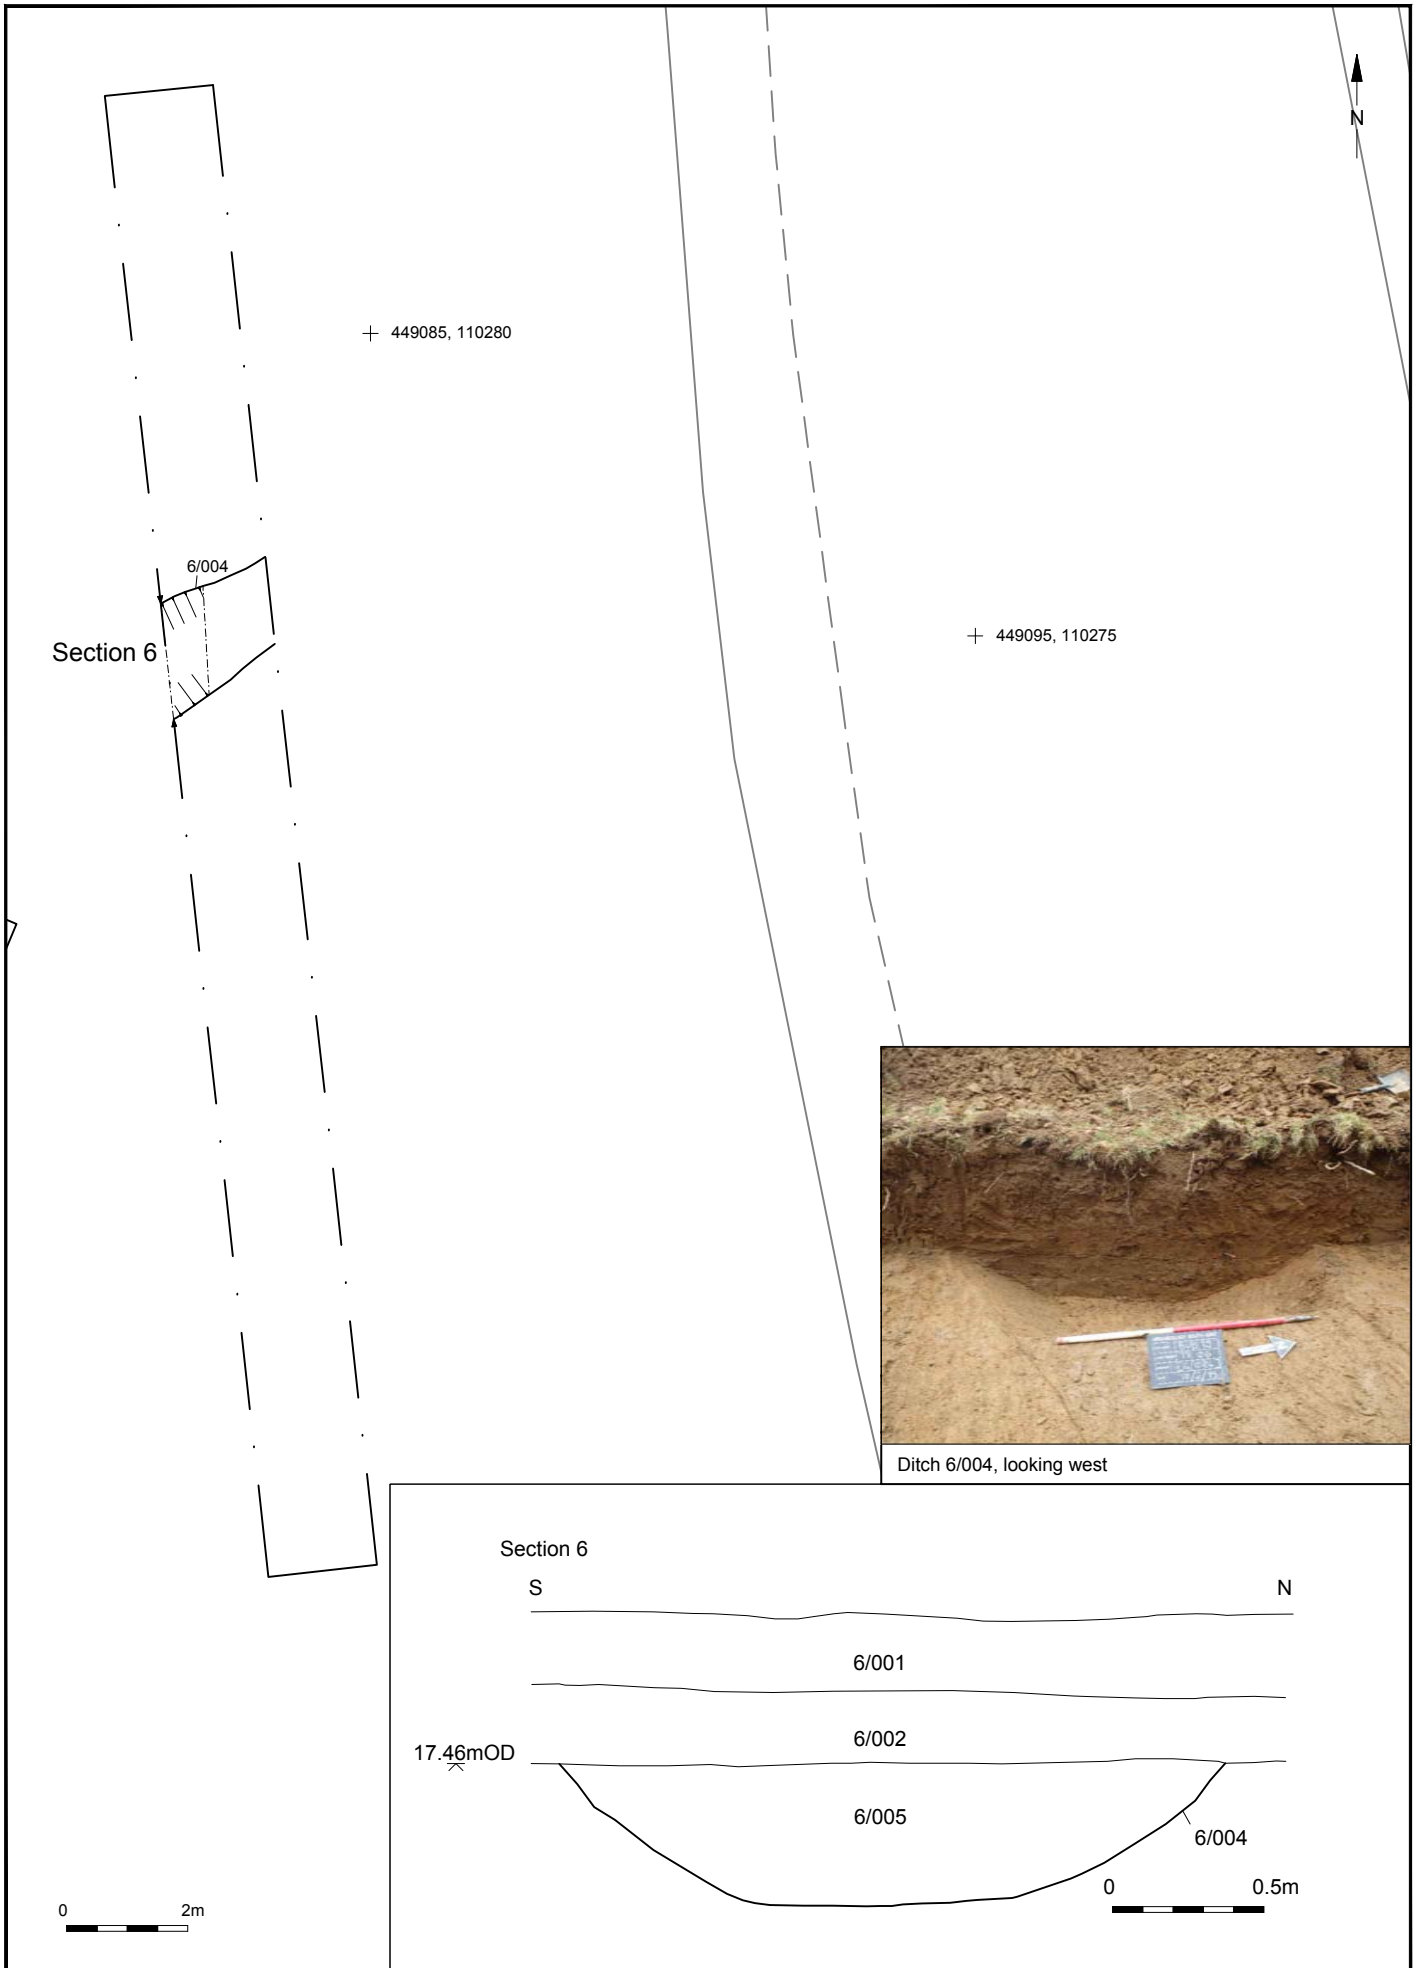 N
449085, 110280
6/004
Section 6
449095, 110275
Ditch 6/004, looking west
Section 6
S N
6/001
6/002
17.46mOD
6/005
6/004
0 0.5m
0 2m